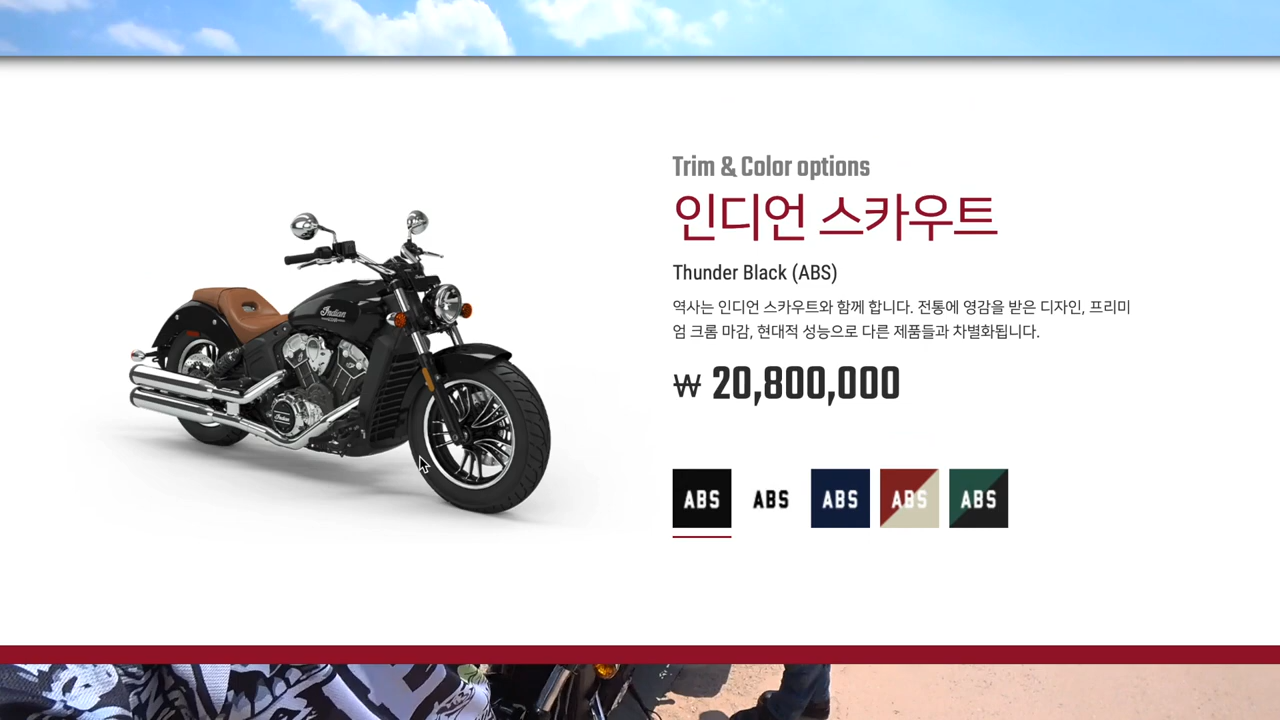 Trim & Color options
인디언 스카우트
Thunder Black (ABS)
역사는 인디언 스카우트와 함께 합니다. 전통에 영감을 받은 디자인, 프리미
엄 크롬 마감, 현대적 성능으로 다른 제품들과 차별화됩니다.
₩ 20,800,000
ABS ABS ABS ABS ABS
Indian
Indian